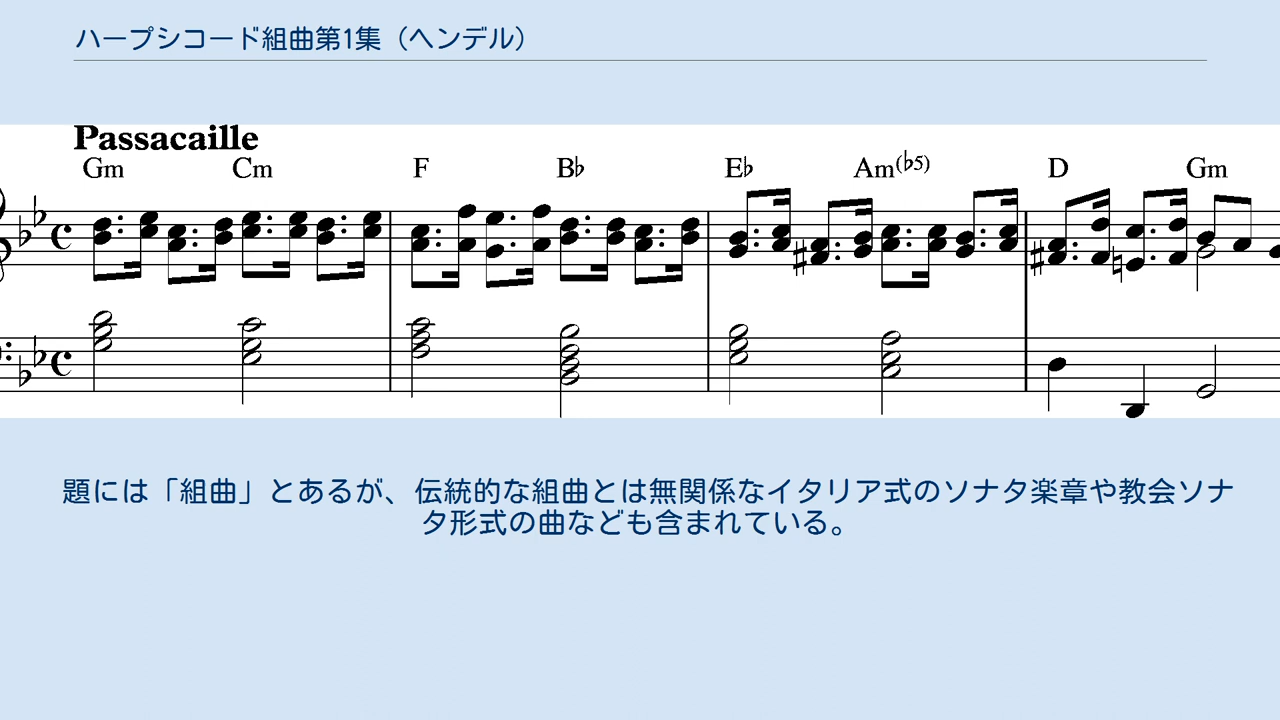 ハープシコード組曲第1集（ヘンデル）
Passacaille
Gm Cm F B♭ E♭ Am(♭5) D Gm
題には「組曲」とあるが、伝統的な組曲とは無関係なイタリア式のソナタ楽章や教会ソナ
タ形式の曲なども含まれている。